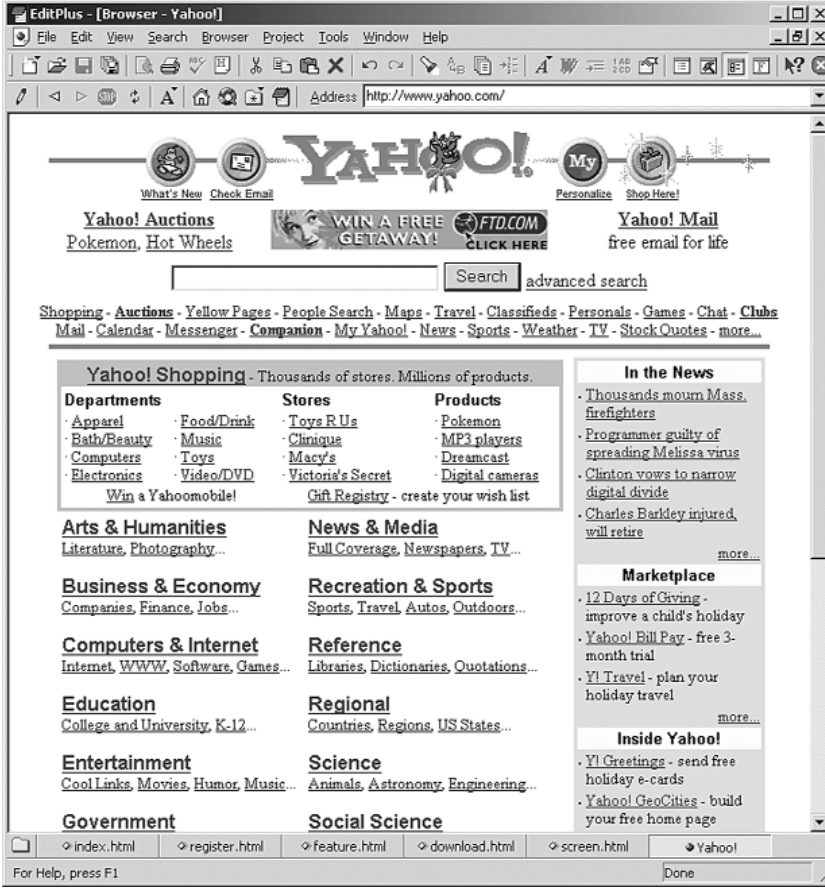 EditPlus - [Browser - Yahoo!]
File Edit View Search Browser Project Tools Window Help
Address http://www.yahoo.com/
YAHOO!
My
What's New Check Email Personalize Shop Here!
Yahoo! Auctions
Pokemon, Hot Wheels
WIN A FREE GETAWAY!
FTD.COM
CLICK HERE
Yahoo! Mail
free email for life
Search advanced search
Shopping - Auctions - Yellow Pages - People Search - Maps - Travel - Classifieds - Personals - Games - Chat - Clubs
Mail - Calendar - Messenger - Companion - My Yahoo! - News - Sports - Weather - TV - Stock Quotes - more...
Yahoo! Shopping - Thousands of stores. Millions of products.
Departments Stores Products
· Apparel · Food/Drink · Toys R Us · Pokemon
· Bath/Beauty · Music · Clinique · MP3 players
· Computers · Toys · Macy's · Dreamcast
· Electronics · Video/DVD · Victoria's Secret · Digital cameras
Win a Yahoomobile! Gift Registry - create your wish list
Arts & Humanities
Literature, Photography...
News & Media
Full Coverage, Newspapers, TV...
Business & Economy
Companies, Finance, Jobs...
Recreation & Sports
Sports, Travel, Autos, Outdoors...
Computers & Internet
Internet, WWW, Software, Games...
Reference
Libraries, Dictionaries, Quotations...
Education
College and University, K-12...
Regional
Countries, Regions, US States...
Entertainment
Cool Links, Movies, Humor, Music...
Science
Animals, Astronomy, Engineering...
Government
Social Science
In the News
· Thousands mourn Mass. firefighters
· Programmer guilty of spreading Melissa virus
· Clinton vows to narrow digital divide
· Charles Barkley injured, will retire
more...
Marketplace
· 12 Days of Giving - improve a child's holiday
· Yahoo! Bill Pay - free 3-month trial
· Y! Travel - plan your holiday travel
more...
Inside Yahoo!
· Y! Greetings - send free holiday e-cards
· Yahoo! GeoCities - build your free home page
index.html register.html feature.html download.html screen.html Yahoo!
For Help, press F1
Done